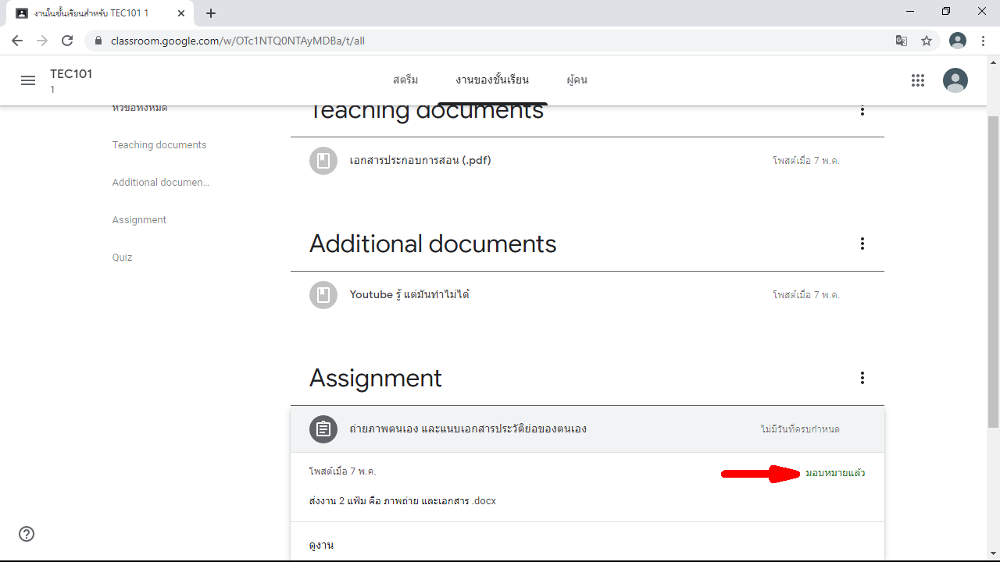 งานในชั้นเรียนสำหรับ TEC101 1
classroom.google.com/w/OTc1NTQ0NTAyMDBa/t/all
TEC101
1
สตรีม
งานของชั้นเรียน
ผู้คน
หัวข้อทั้งหมด
Teaching documents
Additional documen...
Assignment
Quiz
Teaching documents
เอกสารประกอบการสอน (.pdf)
โพสต์เมื่อ 7 พ.ค.
Additional documents
Youtube รู้ แต่มันทำไม่ได้
โพสต์เมื่อ 7 พ.ค.
Assignment
ถ่ายภาพตนเอง และแนบเอกสารประวัติย่อของตนเอง
ไม่มีวันที่ครบกำหนด
โพสต์เมื่อ 7 พ.ค.
มอบหมายแล้ว
ส่งงาน 2 แฟ้ม คือ ภาพถ่าย และเอกสาร .docx
ดูงาน